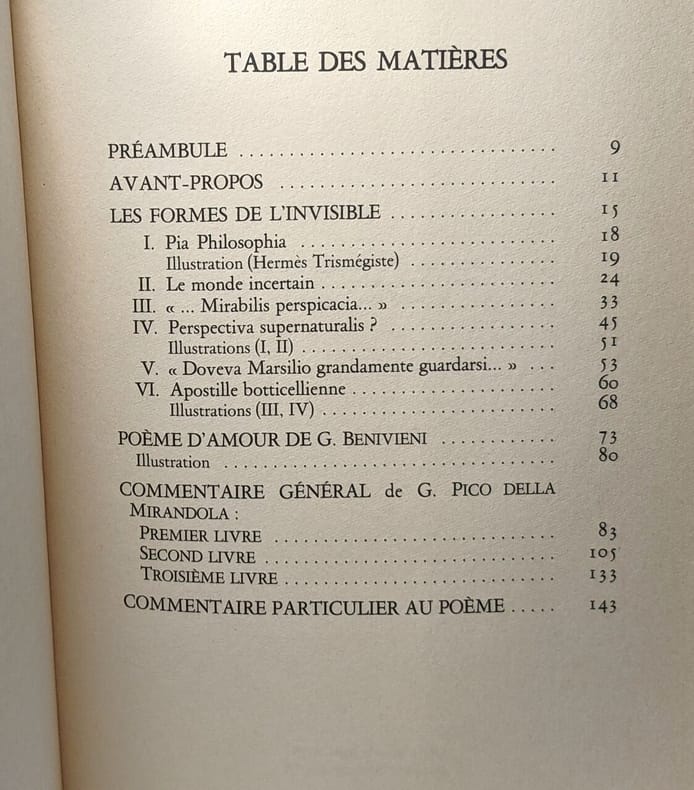 TABLE DES MATIÈRES
PRÉAMBULE ................................ 9
AVANT-PROPOS ............................ 11
LES FORMES DE L'INVISIBLE ................. 15
I. Pia Philosophia .......................... 18
Illustration (Hermès Trismégiste) ............... 19
II. Le monde incertain ........................ 24
III. « ... Mirabilis perspicacia... » ................ 33
IV. Perspectiva supernaturalis ? ................. 45
Illustrations (I, II) .......................... 51
V. « Doveva Marsilio grandamente guardarsi... » ... 53
VI. Apostille botticellienne ..................... 60
Illustrations (III, IV) ........................ 68
POÈME D'AMOUR DE G. BENIVIENI ............ 73
Illustration ................................. 80
COMMENTAIRE GÉNÉRAL de G. PICO DELLA
MIRANDOLA :
PREMIER LIVRE ............................. 83
SECOND LIVRE .............................. 105
TROISIÈME LIVRE ............................ 133
COMMENTAIRE PARTICULIER AU POÈME ..... 143